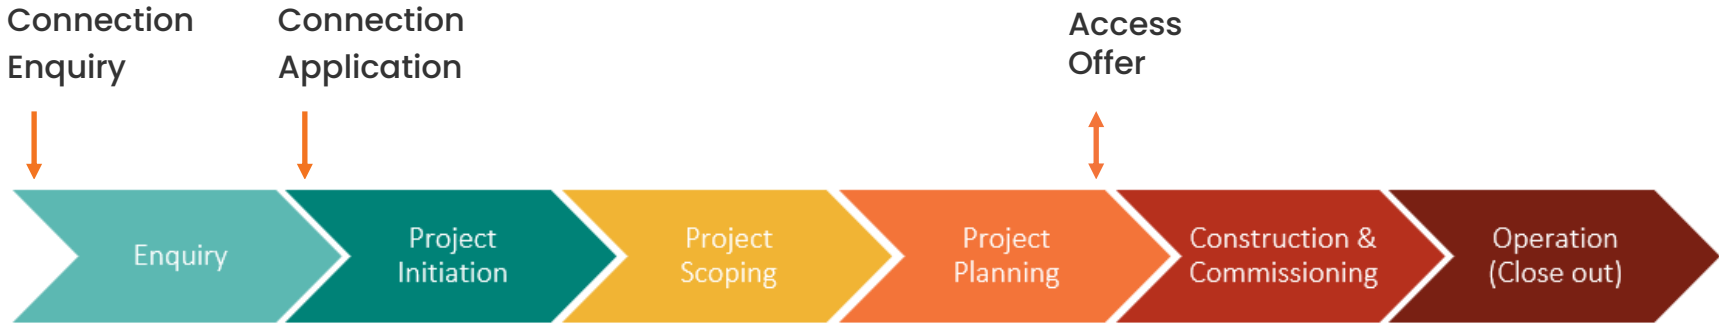 Connection
Enquiry
Connection
Application
Access
Offer
Enquiry
Project
Initiation
Project
Scoping
Project
Planning
Construction &
Commissioning
Operation
(Close out)